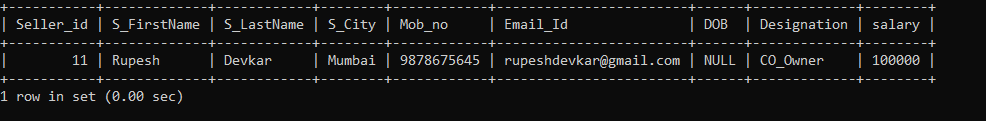 +-----------+-------------+------------+--------+------------+------------------------+------+-------------+--------+
| Seller_id | S_FirstName | S_LastName | S_City | Mob_no     | Email_Id               | DOB  | Designation | salary |
+-----------+-------------+------------+--------+------------+------------------------+------+-------------+--------+
|        11 | Rupesh      | Devkar     | Mumbai | 9878675645 | rupeshdevkar@gmail.com | NULL | CO_Owner    | 100000 |
+-----------+-------------+------------+--------+------------+------------------------+------+-------------+--------+
1 row in set (0.00 sec)